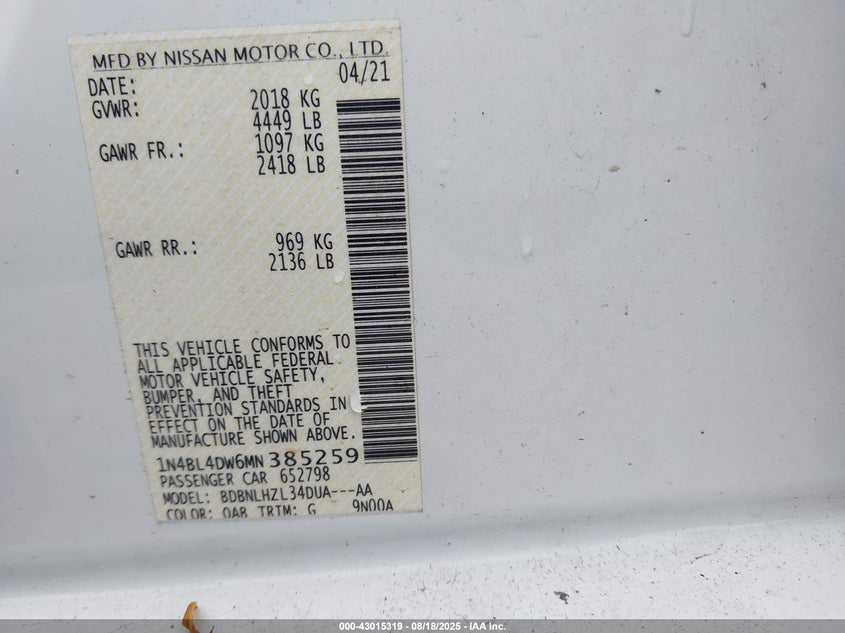 MFD BY NISSAN MOTOR CO., LTD.
DATE: 04/21
GVWR: 2018 KG
4449 LB
GAWR FR.: 1097 KG
2418 LB
GAWR RR.: 969 KG
2136 LB
THIS VEHICLE CONFORMS TO
ALL APPLICABLE FEDERAL
MOTOR VEHICLE SAFETY,
BUMPER, AND THEFT
PREVENTION STANDARDS IN
EFFECT ON THE DATE OF
MANUFACTURE SHOWN ABOVE.
1N4BL4DW6MN385259
PASSENGER CAR 652798
MODEL: BDBNLHZL34DUA---AA
COLOR: QAB TRIM: G 9N00A
000-43015319 - 08/18/2025 - IAA Inc.